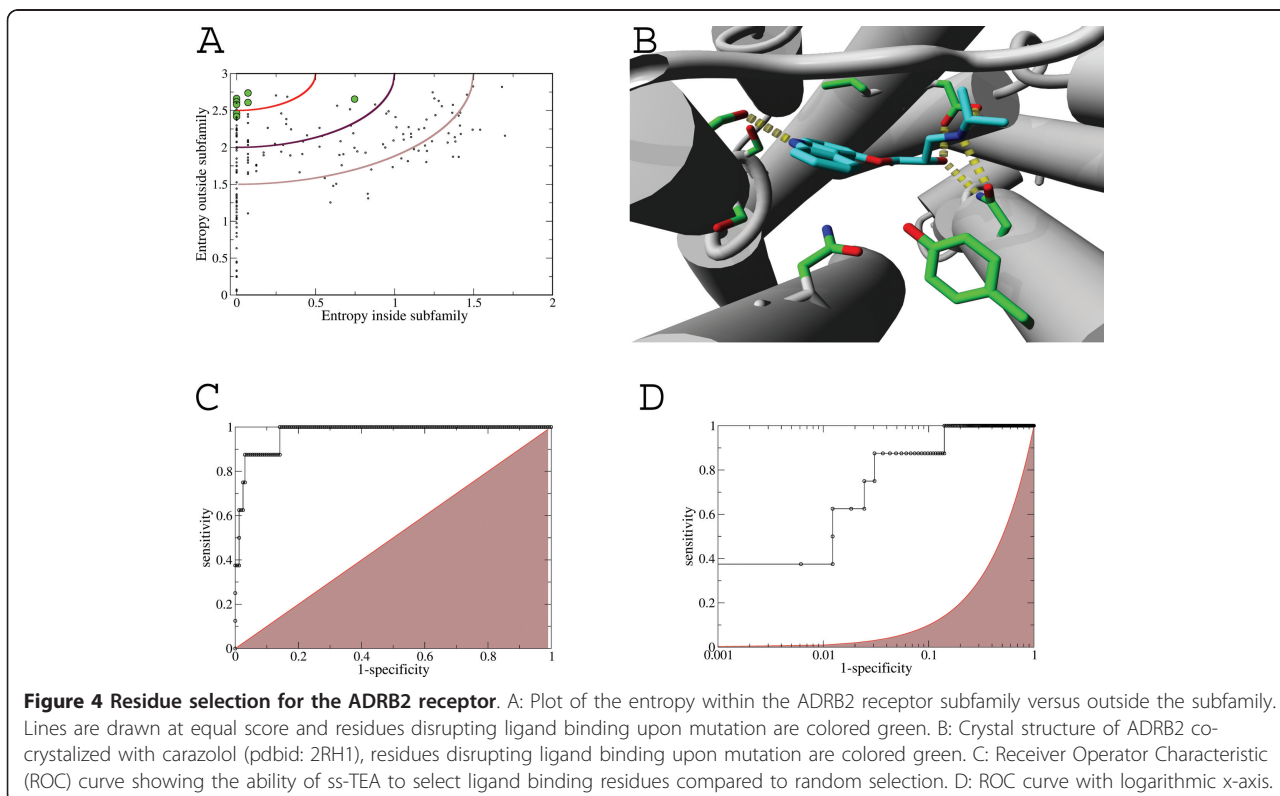 A
3
2.5
2
1.5
1
0.5
0
Entropy outside subfamily
0 0.5 1 1.5 2
Entropy inside subfamily
B
C
1
0.8
0.6
0.4
0.2
0
sensitivity
0 0.2 0.4 0.6 0.8 1
1-specificity
D
1
0.8
0.6
0.4
0.2
0
sensitivity
0.001 0.01 0.1 1
1-specificity
Figure 4 Residue selection for the ADRB2 receptor. A: Plot of the entropy within the ADRB2 receptor subfamily versus outside the subfamily.
Lines are drawn at equal score and residues disrupting ligand binding upon mutation are colored green. B: Crystal structure of ADRB2 co-
crystalized with carazolol (pdbid: 2RH1), residues disrupting ligand binding upon mutation are colored green. C: Receiver Operator Characteristic
(ROC) curve showing the ability of ss-TEA to select ligand binding residues compared to random selection. D: ROC curve with logarithmic x-axis.